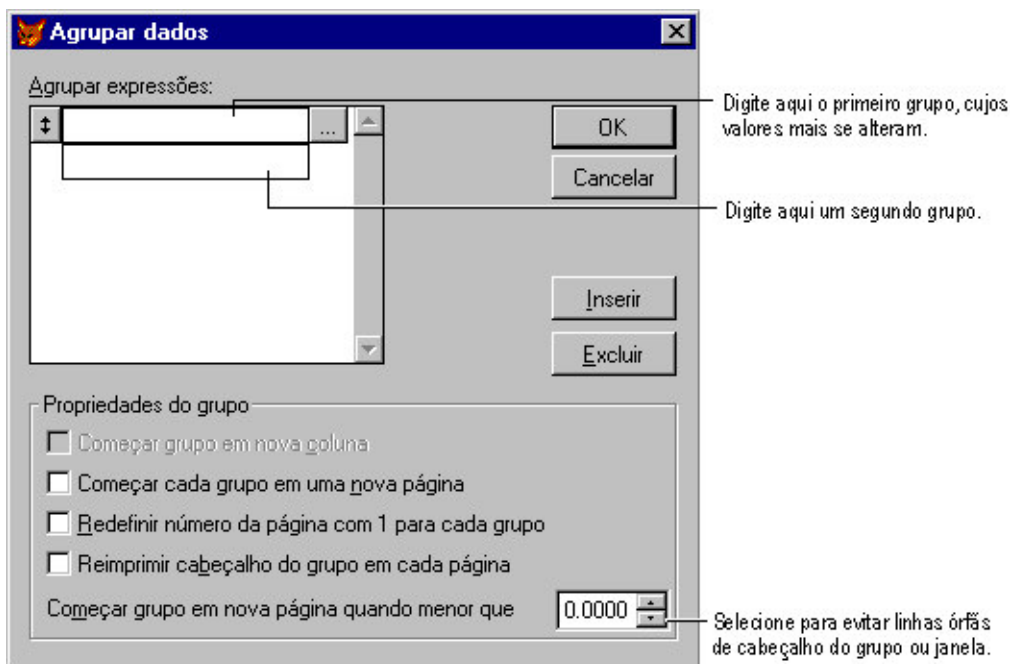 Agrupar dados
Agrupar expressões:
...
OK
Cancelar
Inserir
Excluir
Digite aqui o primeiro grupo, cujos
valores mais se alteram.
Digite aqui um segundo grupo.
Propriedades do grupo
Começar grupo em nova coluna
Começar cada grupo em uma nova página
Redefinir número da página com 1 para cada grupo
Reimprimir cabeçalho do grupo em cada página
Começar grupo em nova página quando menor que
0.0000
Selecione para evitar linhas órfãs
de cabeçalho do grupo ou janela.